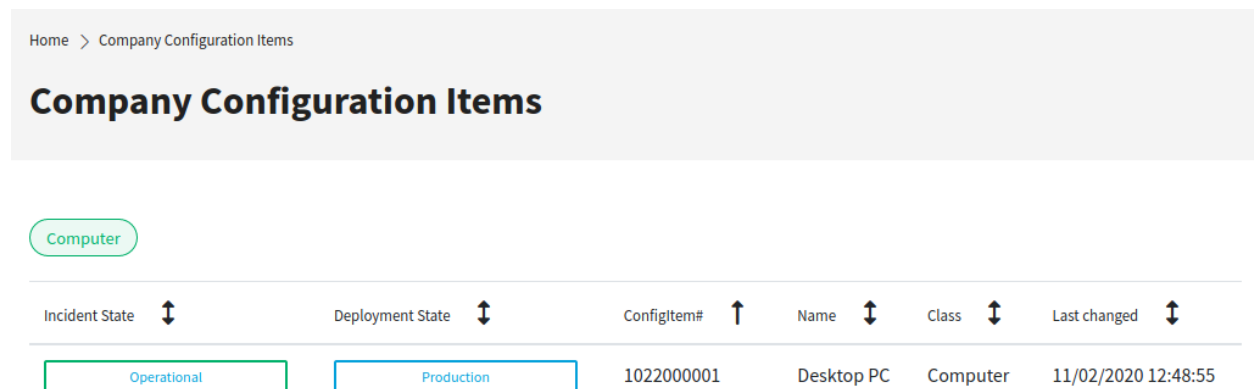 Home > Company Configuration Items
Company Configuration Items
Computer
Incident State Deployment State ConfigItem# Name Class Last changed
Operational Production 1022000001 Desktop PC Computer 11/02/2020 12:48:55